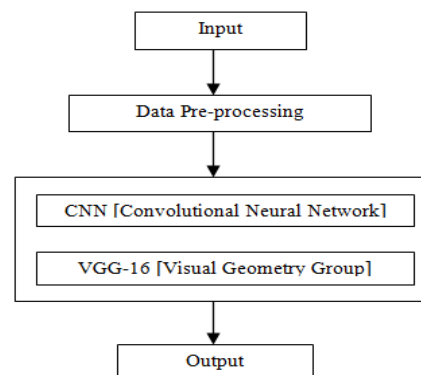 Input
Data Pre-processing
CNN [Convolutional Neural Network]
VGG-16 [Visual Geometry Group]
Output